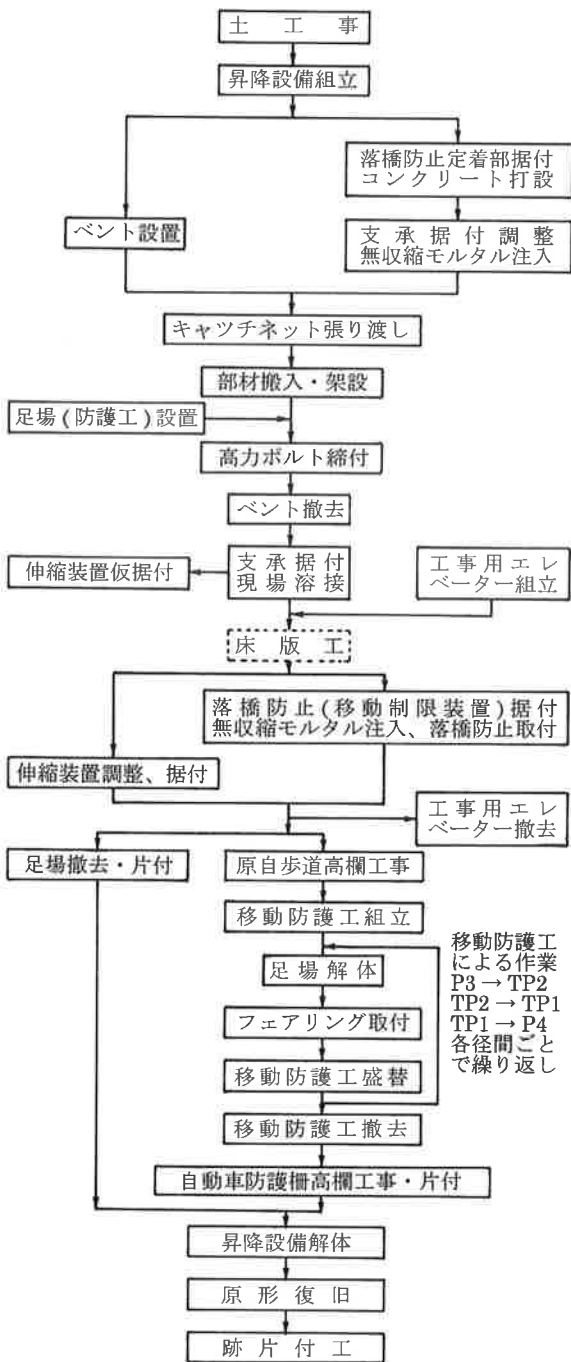 土工事
昇降設備組立
落橋防止定着部据付
コンクリート打設
ベント設置
支承据付調整
無収縮モルタル注入
キャツチネット張り渡し
部材搬入・架設
足場(防護工)設置
高力ボルト締付
ベント撤去
伸縮装置仮据付
支承据付
現場溶接
工事用エレ
ベーター組立
床版工
落橋防止(移動制限装置)据付
無収縮モルタル注入、落橋防止取付
伸縮装置調整、据付
工事用エレ
ベーター撤去
足場撤去・片付
原自歩道高欄工事
移動防護工組立
移動防護工
による作業
P3→TP2
TP2→TP1
TP1→P4
各径間ごと
で繰り返し
足場解体
フェアリング取付
移動防護工盛替
移動防護工撤去
自動車防護柵高欄工事・片付
昇降設備解体
原形復旧
跡片付工